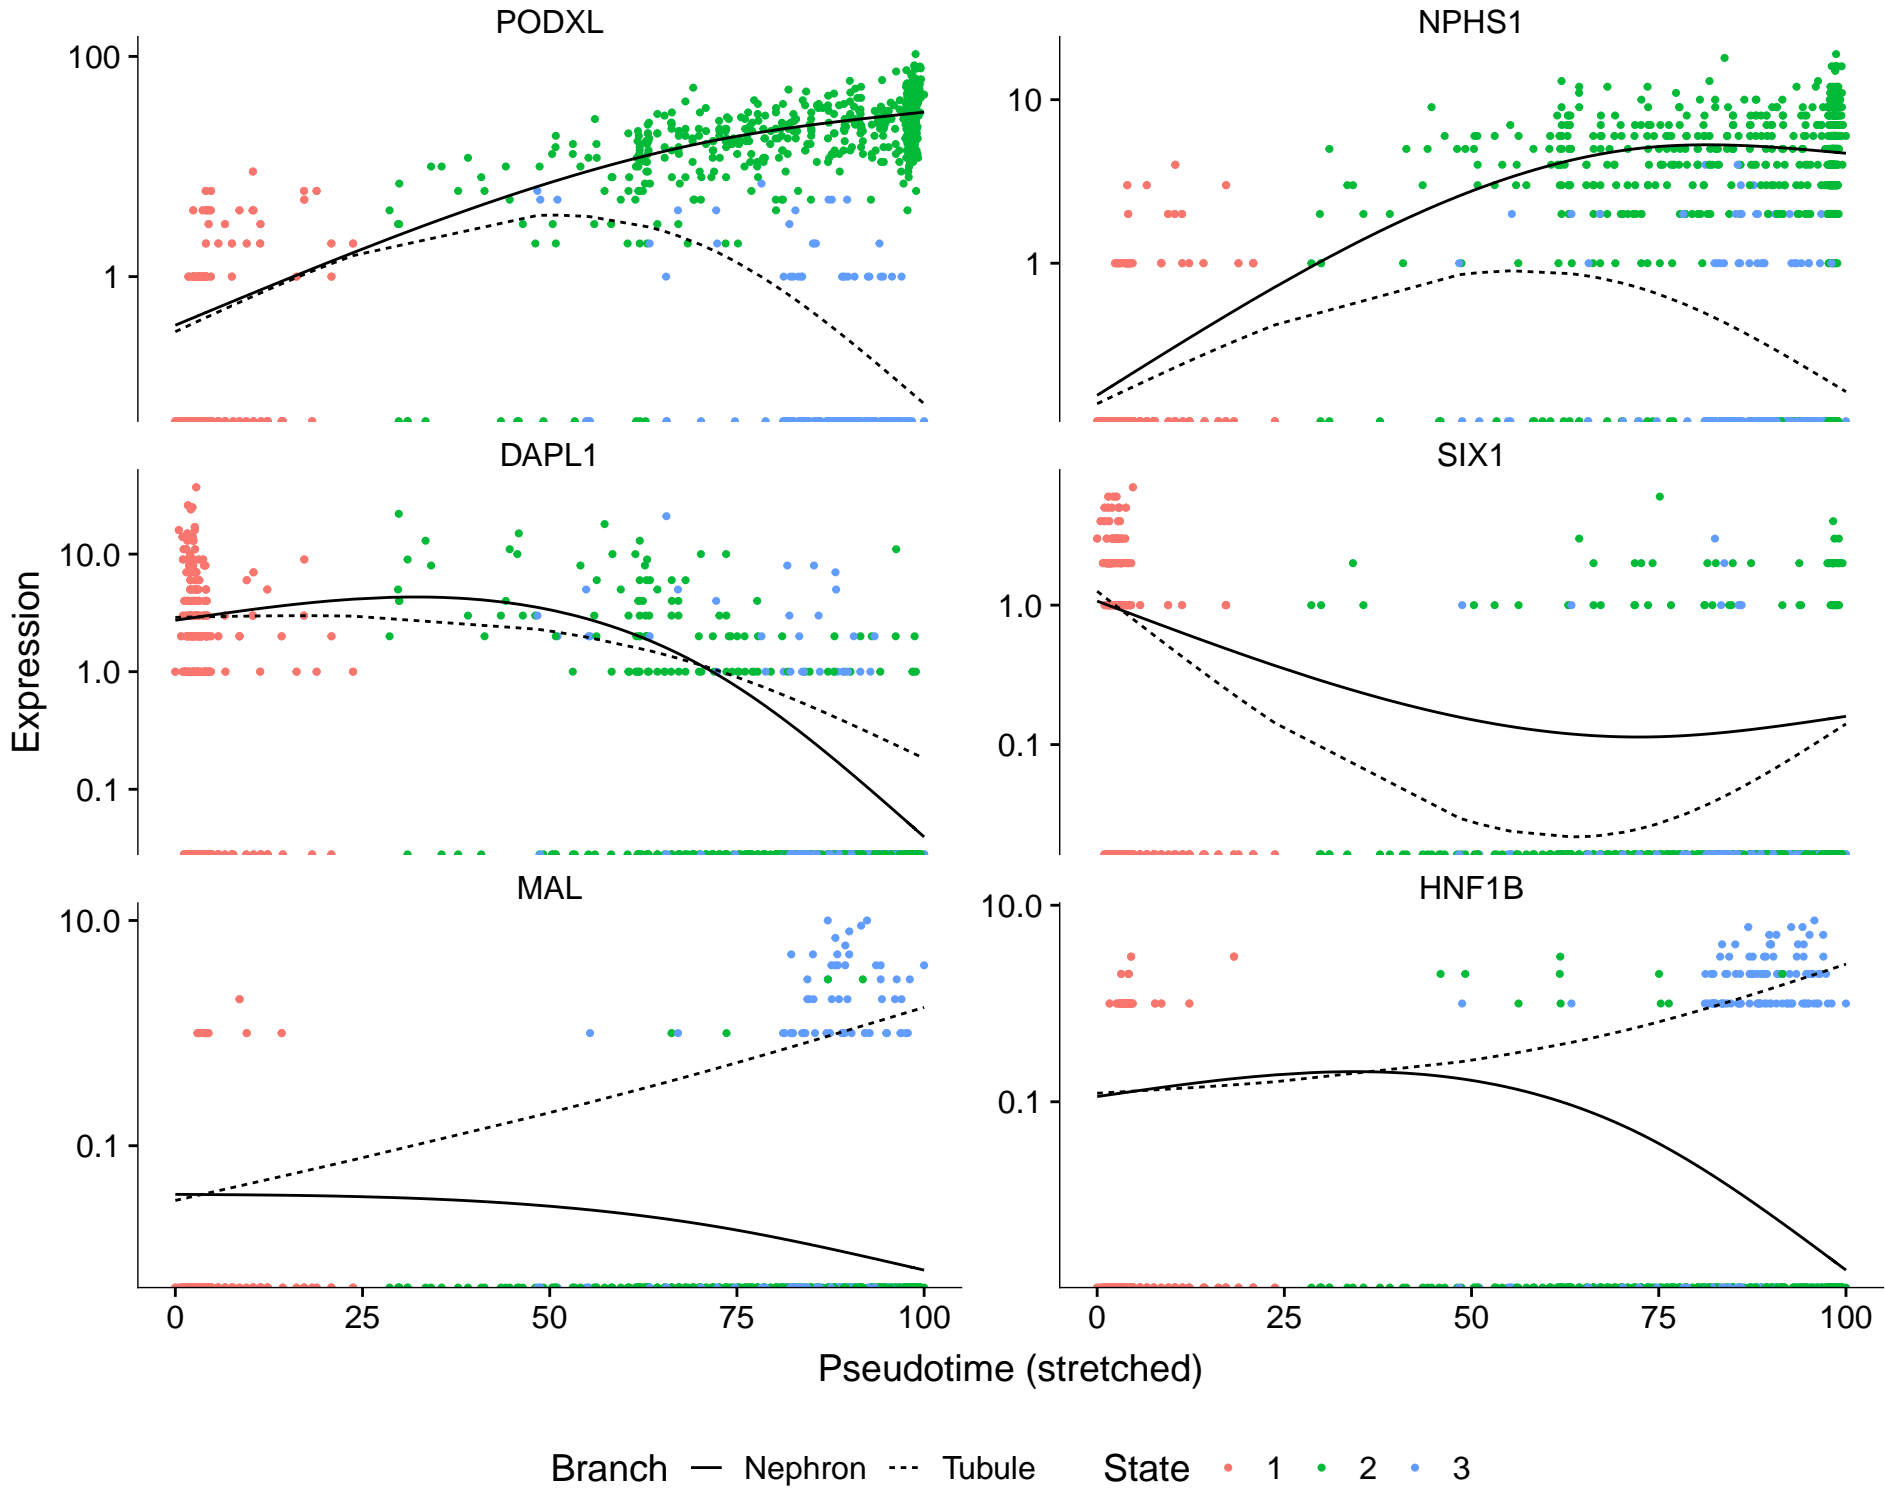 PODXL
NPHS1
100
1
10
1
DAPL1
SIX1
10.0
1.0
0.1
1.0
0.1
Expression
MAL
HNF1B
10.0
0.1
10.0
0.1
0 25 50 75 100
0 25 50 75 100
Pseudotime (stretched)
Branch Nephron Tubule State 1 2 3